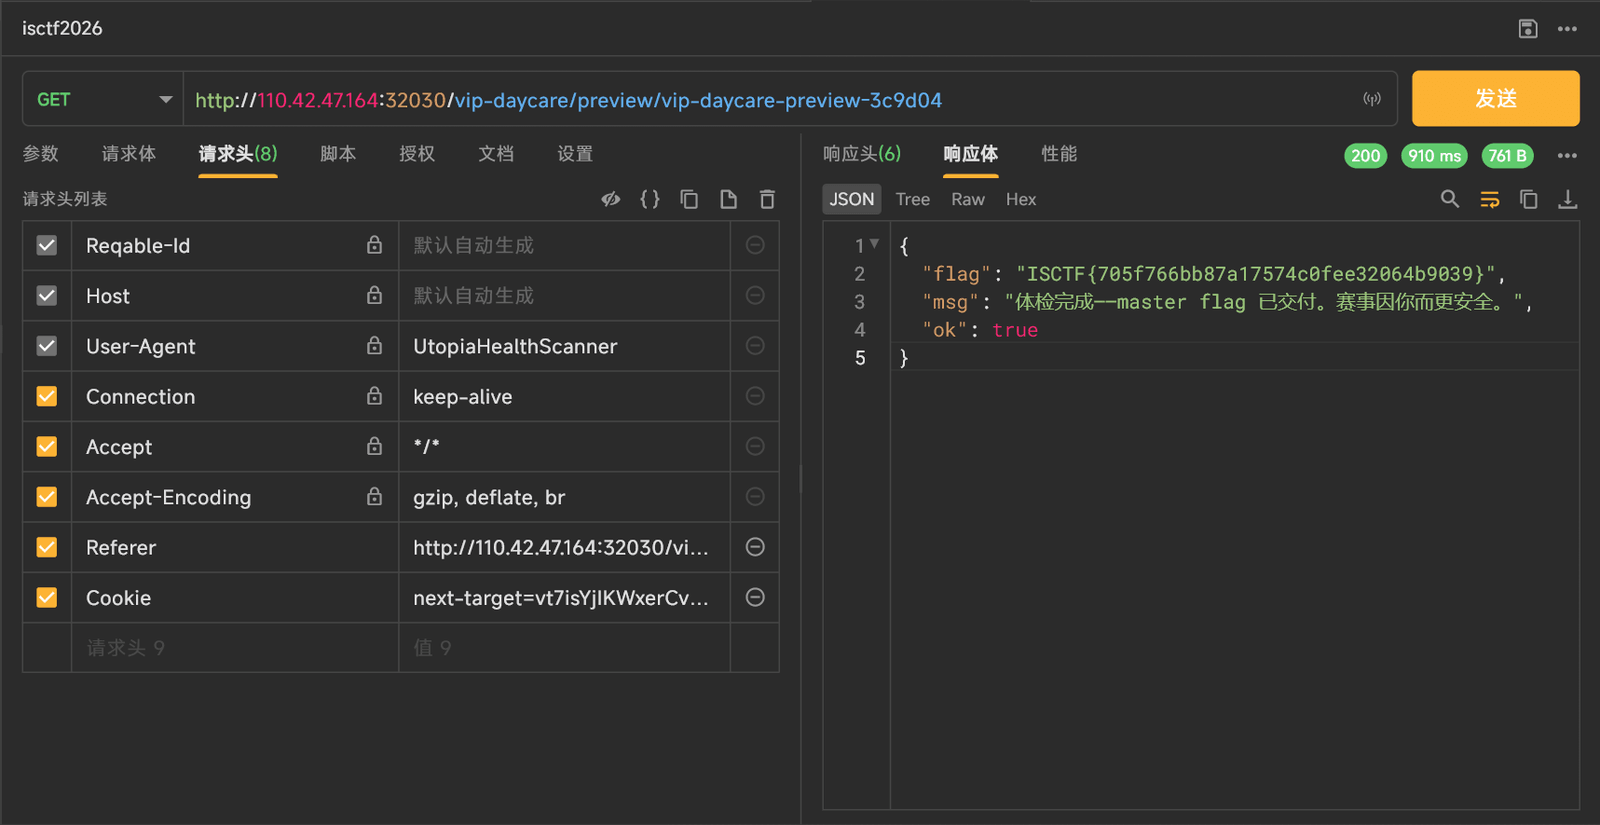 isctf2026
GET http://110.42.47.164:32030/vip-daycare/preview/vip-daycare-preview-3c9d04 发送
参数 请求体 请求头(8) 脚本 授权 文档 设置
请求头列表
Reqable-Id 默认自动生成
Host 默认自动生成
User-Agent UtopiaHealthScanner
Connection keep-alive
Accept */*
Accept-Encoding gzip, deflate, br
Referer http://110.42.47.164:32030/vi...
Cookie next-target=vt7isYjIKWxerCv...
请求头 9 值 9
响应头(6) 响应体 性能 200 910 ms 761 B
JSON Tree Raw Hex
1 {
2 "flag": "ISCTF{705f766bb87a17574c0fee32064b9039}",
3 "msg": "体检完成——master flag 已交付。赛事因你而更安全。",
4 "ok": true
5 }